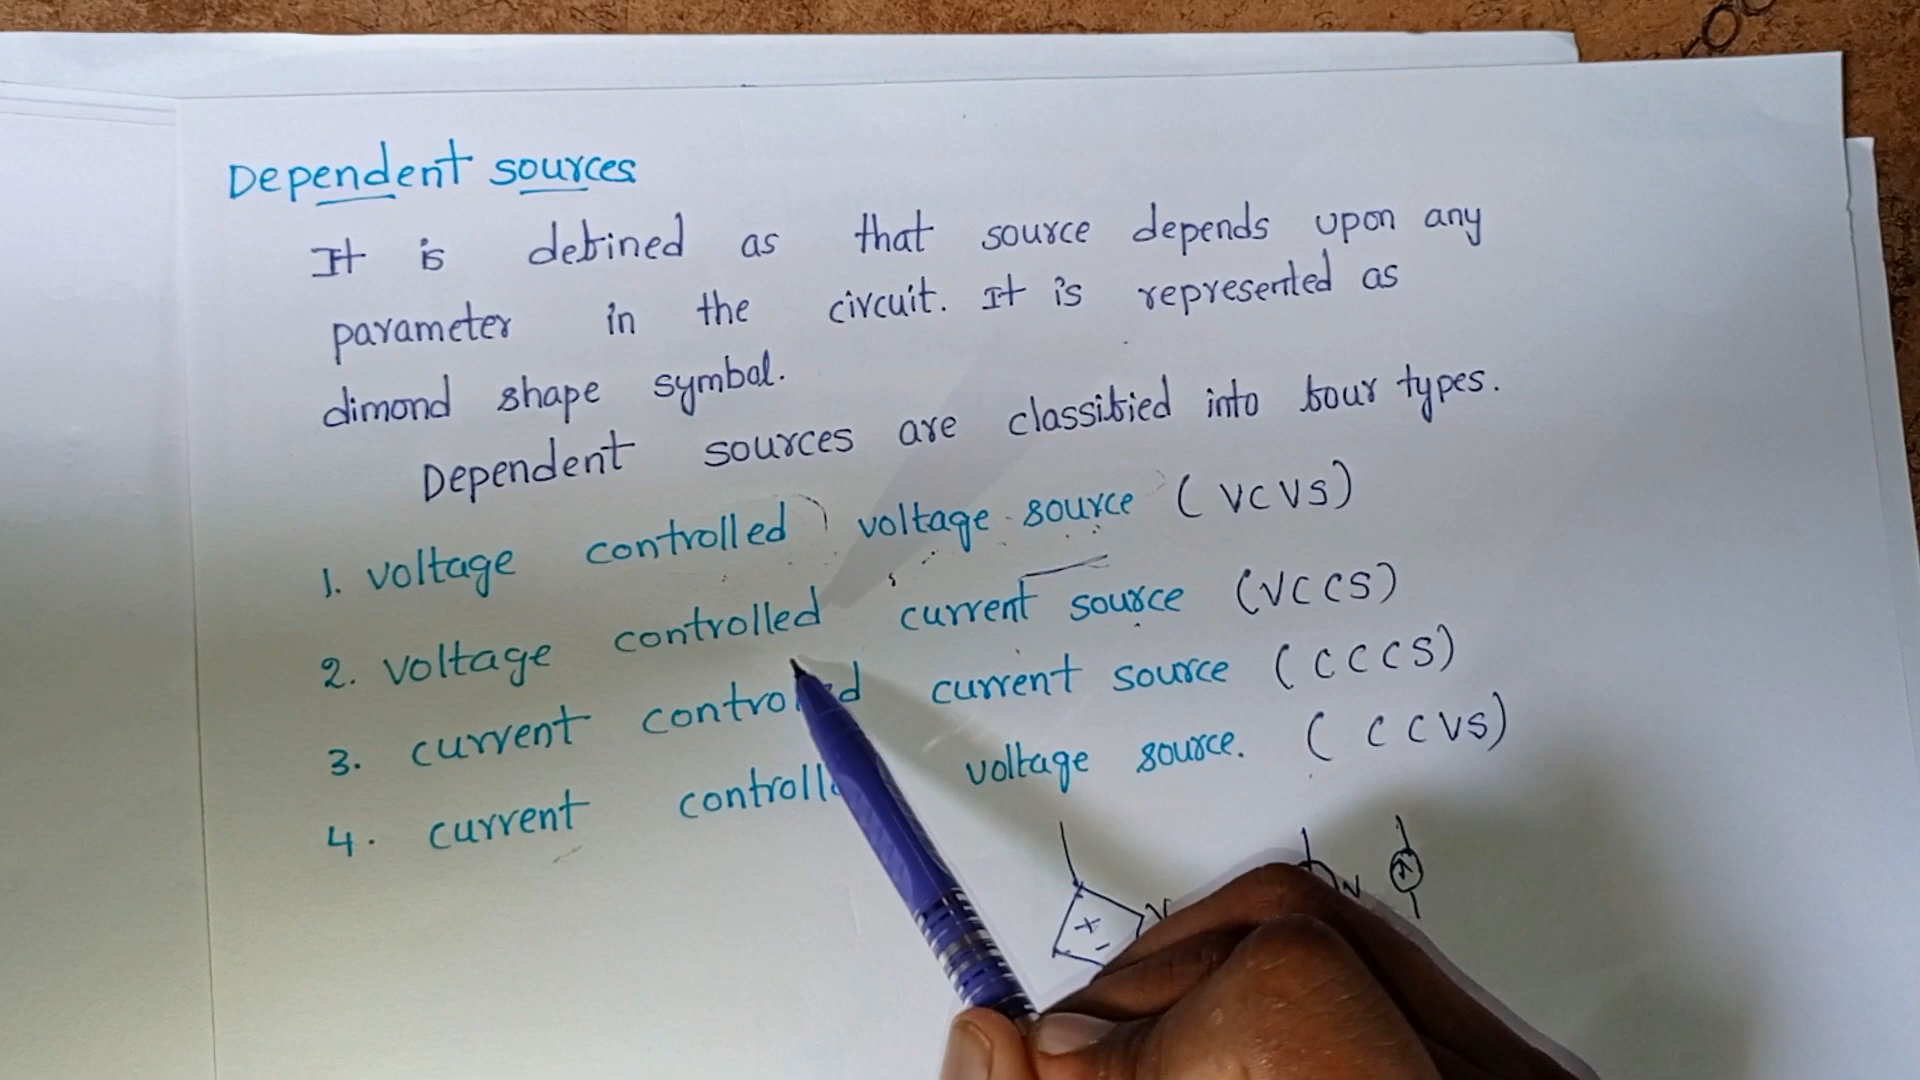 Dependent sources
It is defined as that source depends upon any
parameter in the circuit. It is represented as
dimond shape symbol.
Dependent sources are classified into four types.
1. voltage controlled voltage source (VCVS)
2. voltage controlled current source (VCCS)
3. current controlled current source (CCCS)
4. current controlled voltage source. (CCVS)
+
-
V